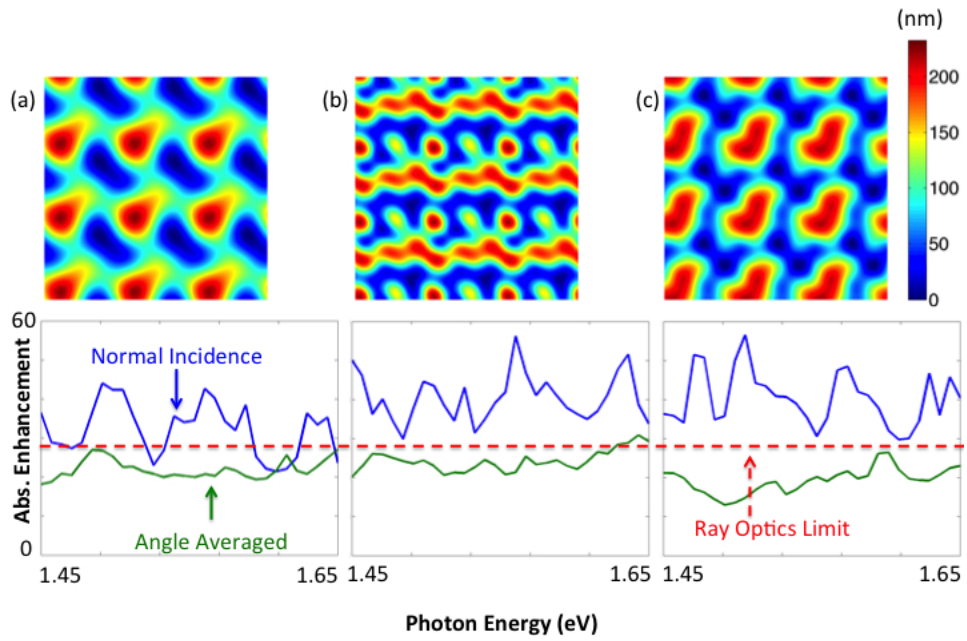 (nm)
(a)
(b)
(c)
200
150
100
50
0
60
Abs. Enhancement
0
Normal Incidence
Angle Averaged
Ray Optics Limit
1.45
1.65
1.45
1.65
1.45
1.65
Photon Energy (eV)